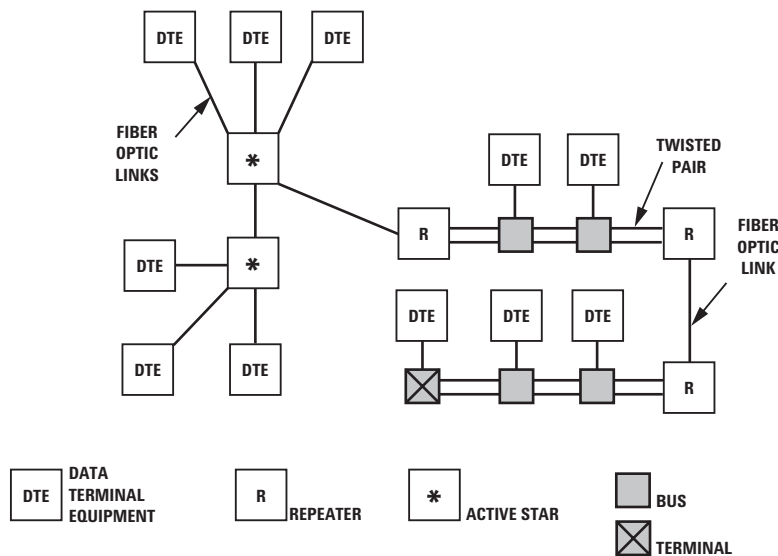 DTE
DTE
DTE
FIBER
OPTIC
LINKS
*
TWISTED
PAIR
DTE
DTE
R
R
FIBER
OPTIC
LINK
DTE
*
DTE
DTE
DTE
DTE
DTE
R
DTE
DATA
TERMINAL
EQUIPMENT
R
REPEATER
*
ACTIVE STAR
BUS
TERMINAL